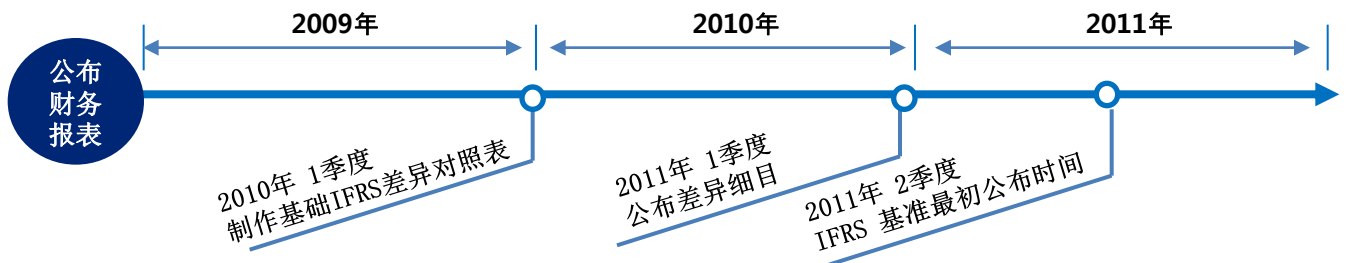 2009年
2010年
2011年
公布
财务
报表
2010年 1季度
制作基础IFRS差异对照表
2011年 1季度
公布差异细目
2011年 2季度
IFRS 基准最初公布时间